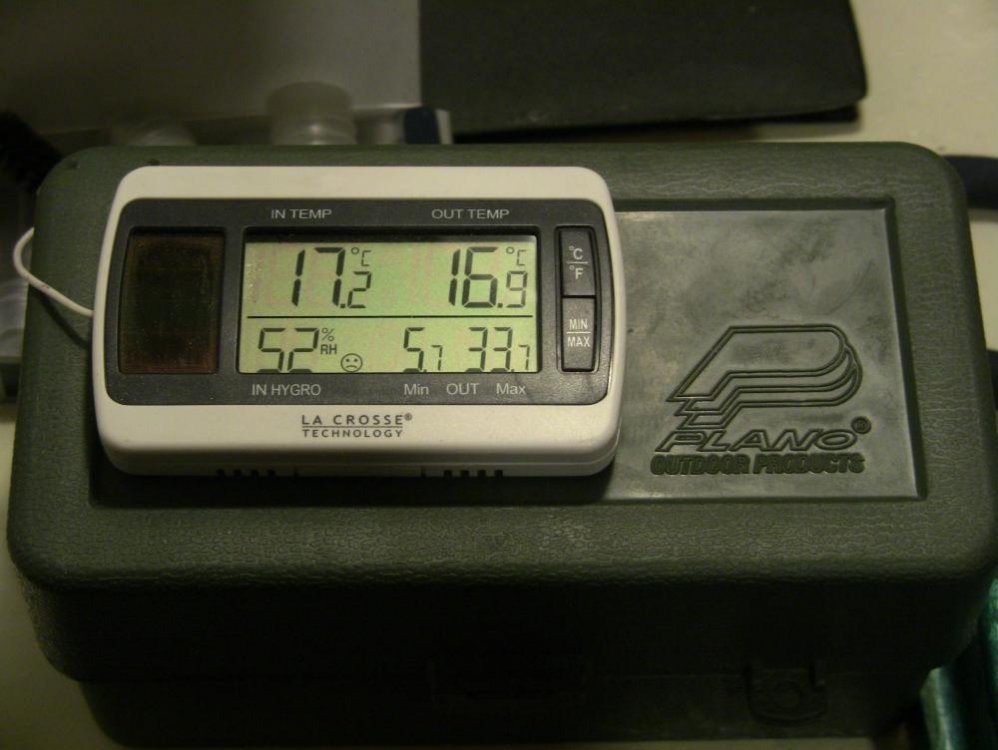 IN TEMP OUT TEMP
17.2 °C 16.9 °C
°C
°F
52 % RH 5.7 33.7
MIN
MAX
IN HYGRO Min OUT Max
LA CROSSE®
TECHNOLOGY
PLANO®
OUTDOOR PRODUCTS